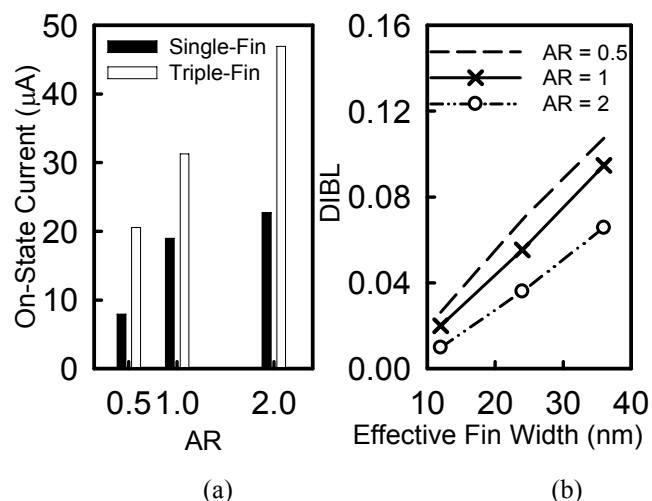 50
40
30
20
10
0
On-State Current (μA)
Single-Fin
Triple-Fin
0.5 1.0 2.0
AR
(a)
0.16
0.12
0.08
0.04
0.00
DIBL
AR = 0.5
AR = 1
AR = 2
10 20 30 40
Effective Fin Width (nm)
(b)